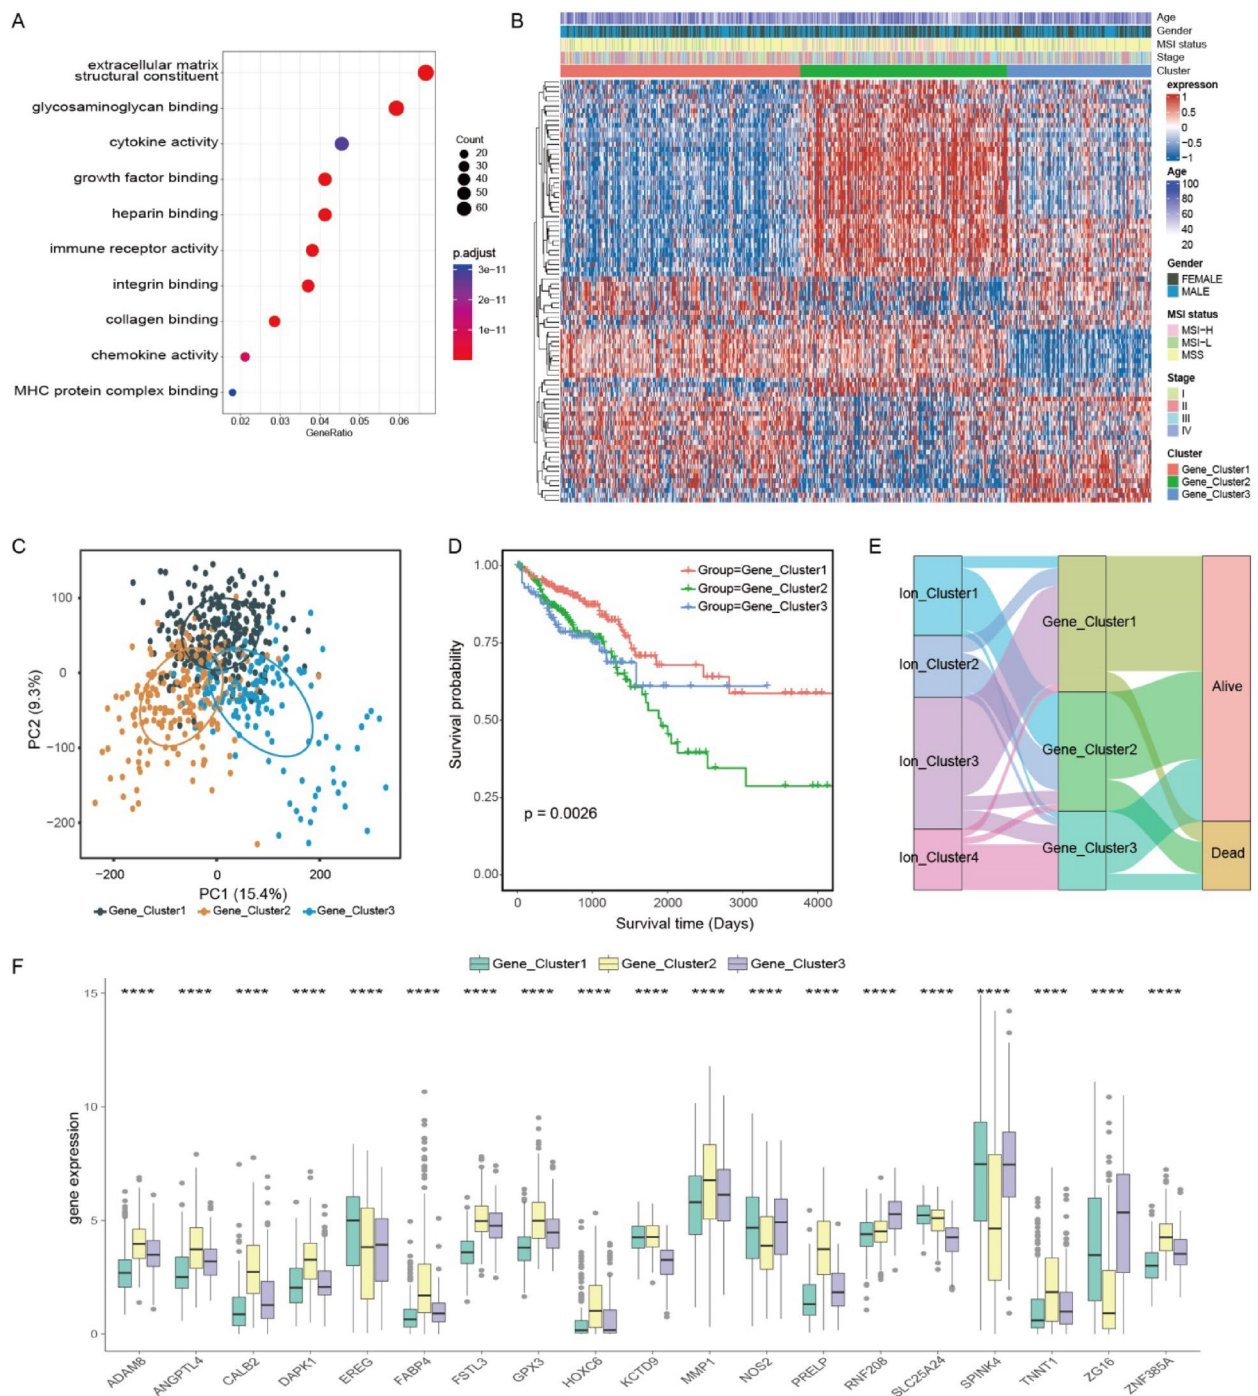 A
extracellular matrix
structural constituent
glycosaminoglycan binding
cytokine activity
growth factor binding
heparin binding
immune receptor activity
integrin binding
collagen binding
chemokine activity
MHC protein complex binding
0.02 0.03 0.04 0.05 0.06
GeneRatio
Count
20
30
40
50
60
p.adjust
3e-11
2e-11
1e-11
B
Age
Gender
MSI status
Stage
Cluster
expresson
1
0.5
0
-0.5
-1
Age
100
80
60
40
20
Gender
FEMALE
MALE
MSI status
MSI-H
MSI-L
MSS
Stage
I
II
III
IV
Cluster
Gene_Cluster1
Gene_Cluster2
Gene_Cluster3
C
PC2 (9.3%)
100
0
-100
-200
-200 0 200
PC1 (15.4%)
Gene_Cluster1 Gene_Cluster2 Gene_Cluster3
D
Survival probability
1.00
0.75
0.50
0.25
0.00
Group=Gene_Cluster1
Group=Gene_Cluster2
Group=Gene_Cluster3
p = 0.0026
0 1000 2000 3000 4000
Survival time (Days)
E
Ion_Cluster1
Ion_Cluster2
Ion_Cluster3
Ion_Cluster4
Gene_Cluster1
Gene_Cluster2
Gene_Cluster3
Alive
Dead
F
Gene_Cluster1 Gene_Cluster2 Gene_Cluster3
gene expression
15
10
5
0
**** **** **** **** **** **** **** **** **** **** **** **** **** **** **** **** **** **** ****
ADAM8 ANGPTL4 CALB2 DAPK1 EREG FABP4 FSTL3 GPX3 HOXC6 KCTD9 MMP1 NOS2 PRELP RNF208 SLC25A24 SPINK4 TNNT1 ZG16 ZNF385A